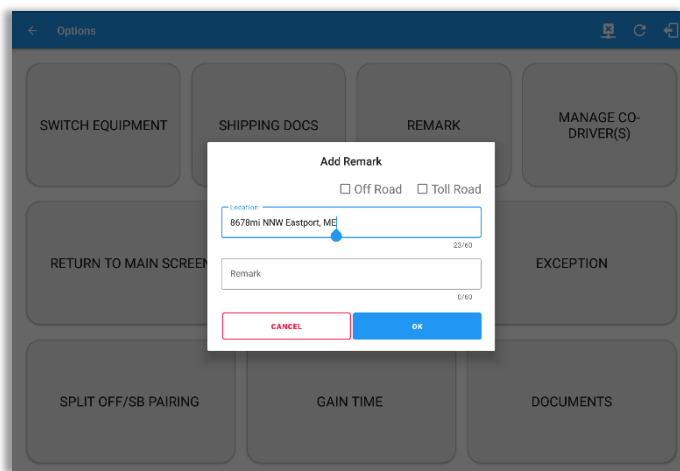 Options
SWITCH EQUIPMENT
SHIPPING DOCS
REMARK
MANAGE CO-
DRIVER(S)
Add Remark
Off Road
Toll Road
Location:
8678mi NNW Eastport, ME
23/60
RETURN TO MAIN SCREEN
Remark
EXCEPTION
0/60
CANCEL
OK
SPLIT OFF/SB PAIRING
GAIN TIME
DOCUMENTS